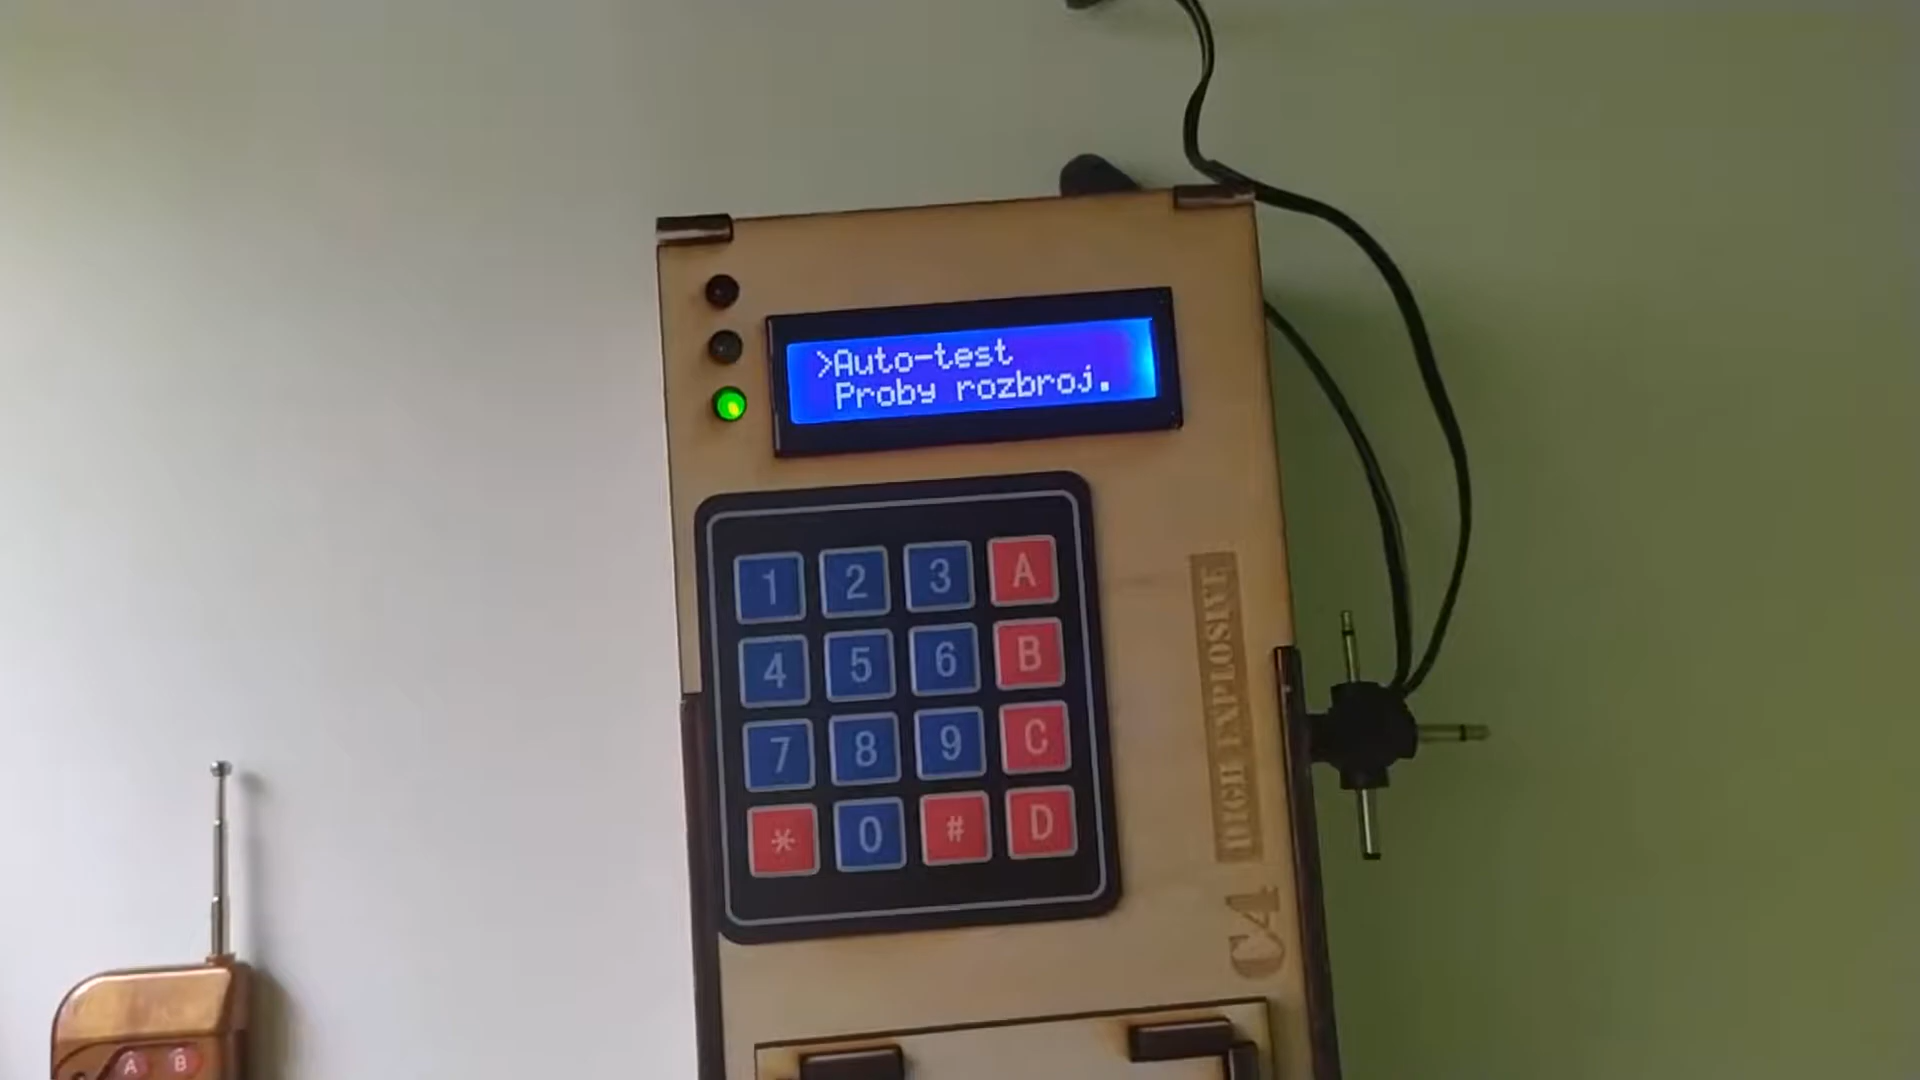 >Auto-test
Proby rozbroj.
1 2 3 A
4 5 6 B
7 8 9 C
* 0 # D
HIGH EXPLOSIVE
C4
A B